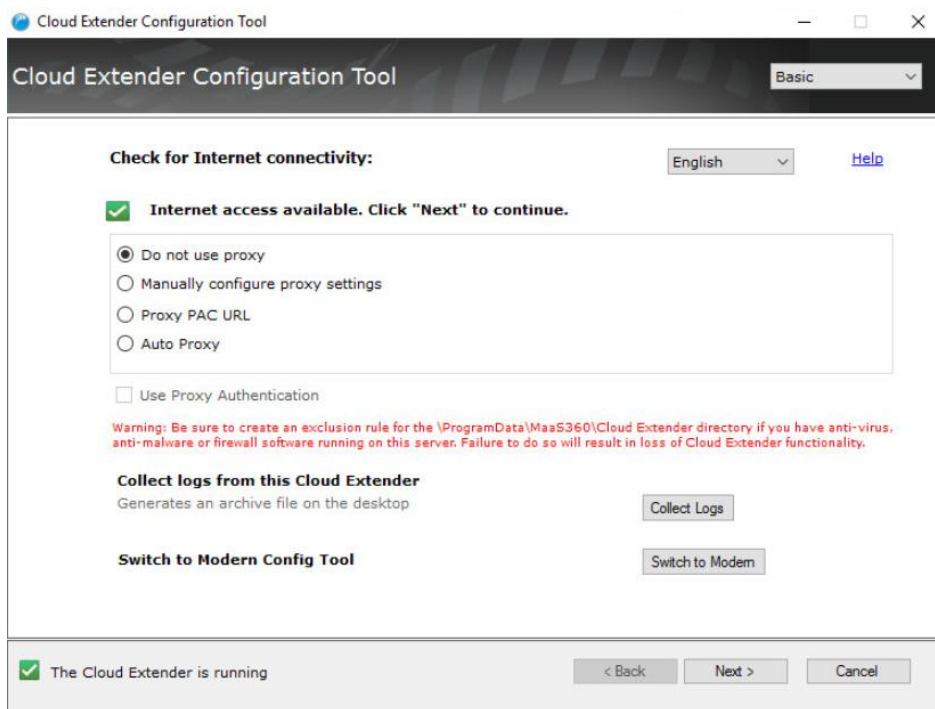 Cloud Extender Configuration Tool
Cloud Extender Configuration Tool
Basic
Check for Internet connectivity:
English
Help
Internet access available. Click "Next" to continue.
Do not use proxy
Manually configure proxy settings
Proxy PAC URL
Auto Proxy
Use Proxy Authentication
Warning: Be sure to create an exclusion rule for the \ProgramData\MaaS360\Cloud Extender directory if you have anti-virus,
anti-malware or firewall software running on this server. Failure to do so will result in loss of Cloud Extender functionality.
Collect logs from this Cloud Extender
Generates an archive file on the desktop
Collect Logs
Switch to Modern Config Tool
Switch to Modern
The Cloud Extender is running
< Back
Next >
Cancel